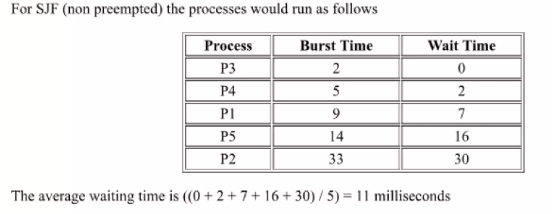 For SJF (non preempted) the processes would run as follows
Process Burst Time Wait Time
P3 2 0
P4 5 2
P1 9 7
P5 14 16
P2 33 30
The average waiting time is ((0 + 2 + 7 + 16 + 30) / 5) = 11 milliseconds